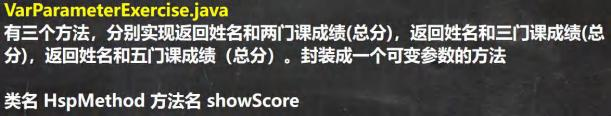 VarParameterExercise.java
有三个方法，分别实现返回姓名和两门课成绩(总分)，返回姓名和三门课成绩(总
分)，返回姓名和五门课成绩（总分）。封装成一个可变参数的方法
类名 HspMethod 方法名 showScore